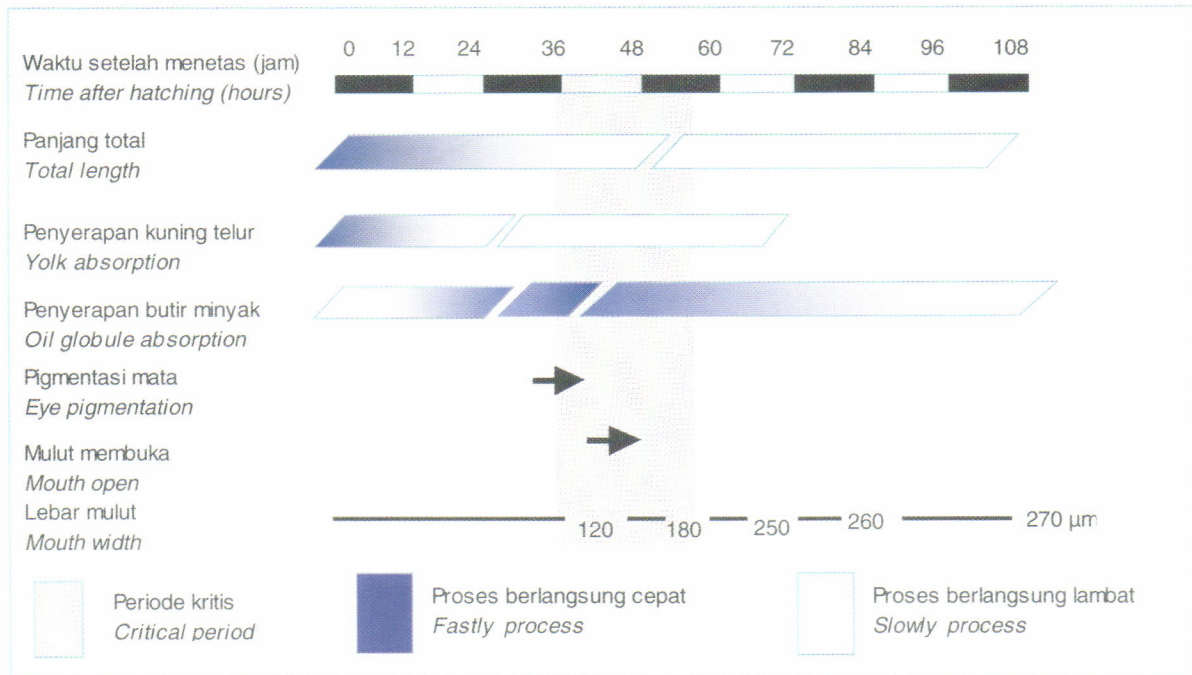 0 12 24 36 48 60 72 84 96 108
Waktu setelah menetas (jam)
Time after hatching (hours)
Panjang total
Total length
Penyerapan kuning telur
Yolk absorption
Penyerapan butir minyak
Oil globule absorption
Pigmentasi mata
Eye pigmentation
Mulut membuka
Mouth open
Lebar mulut
Mouth width
120 180 250 260 270 µm
Periode kritis
Critical period
Proses berlangsung cepat
Fastly process
Proses berlangsung lambat
Slowly process